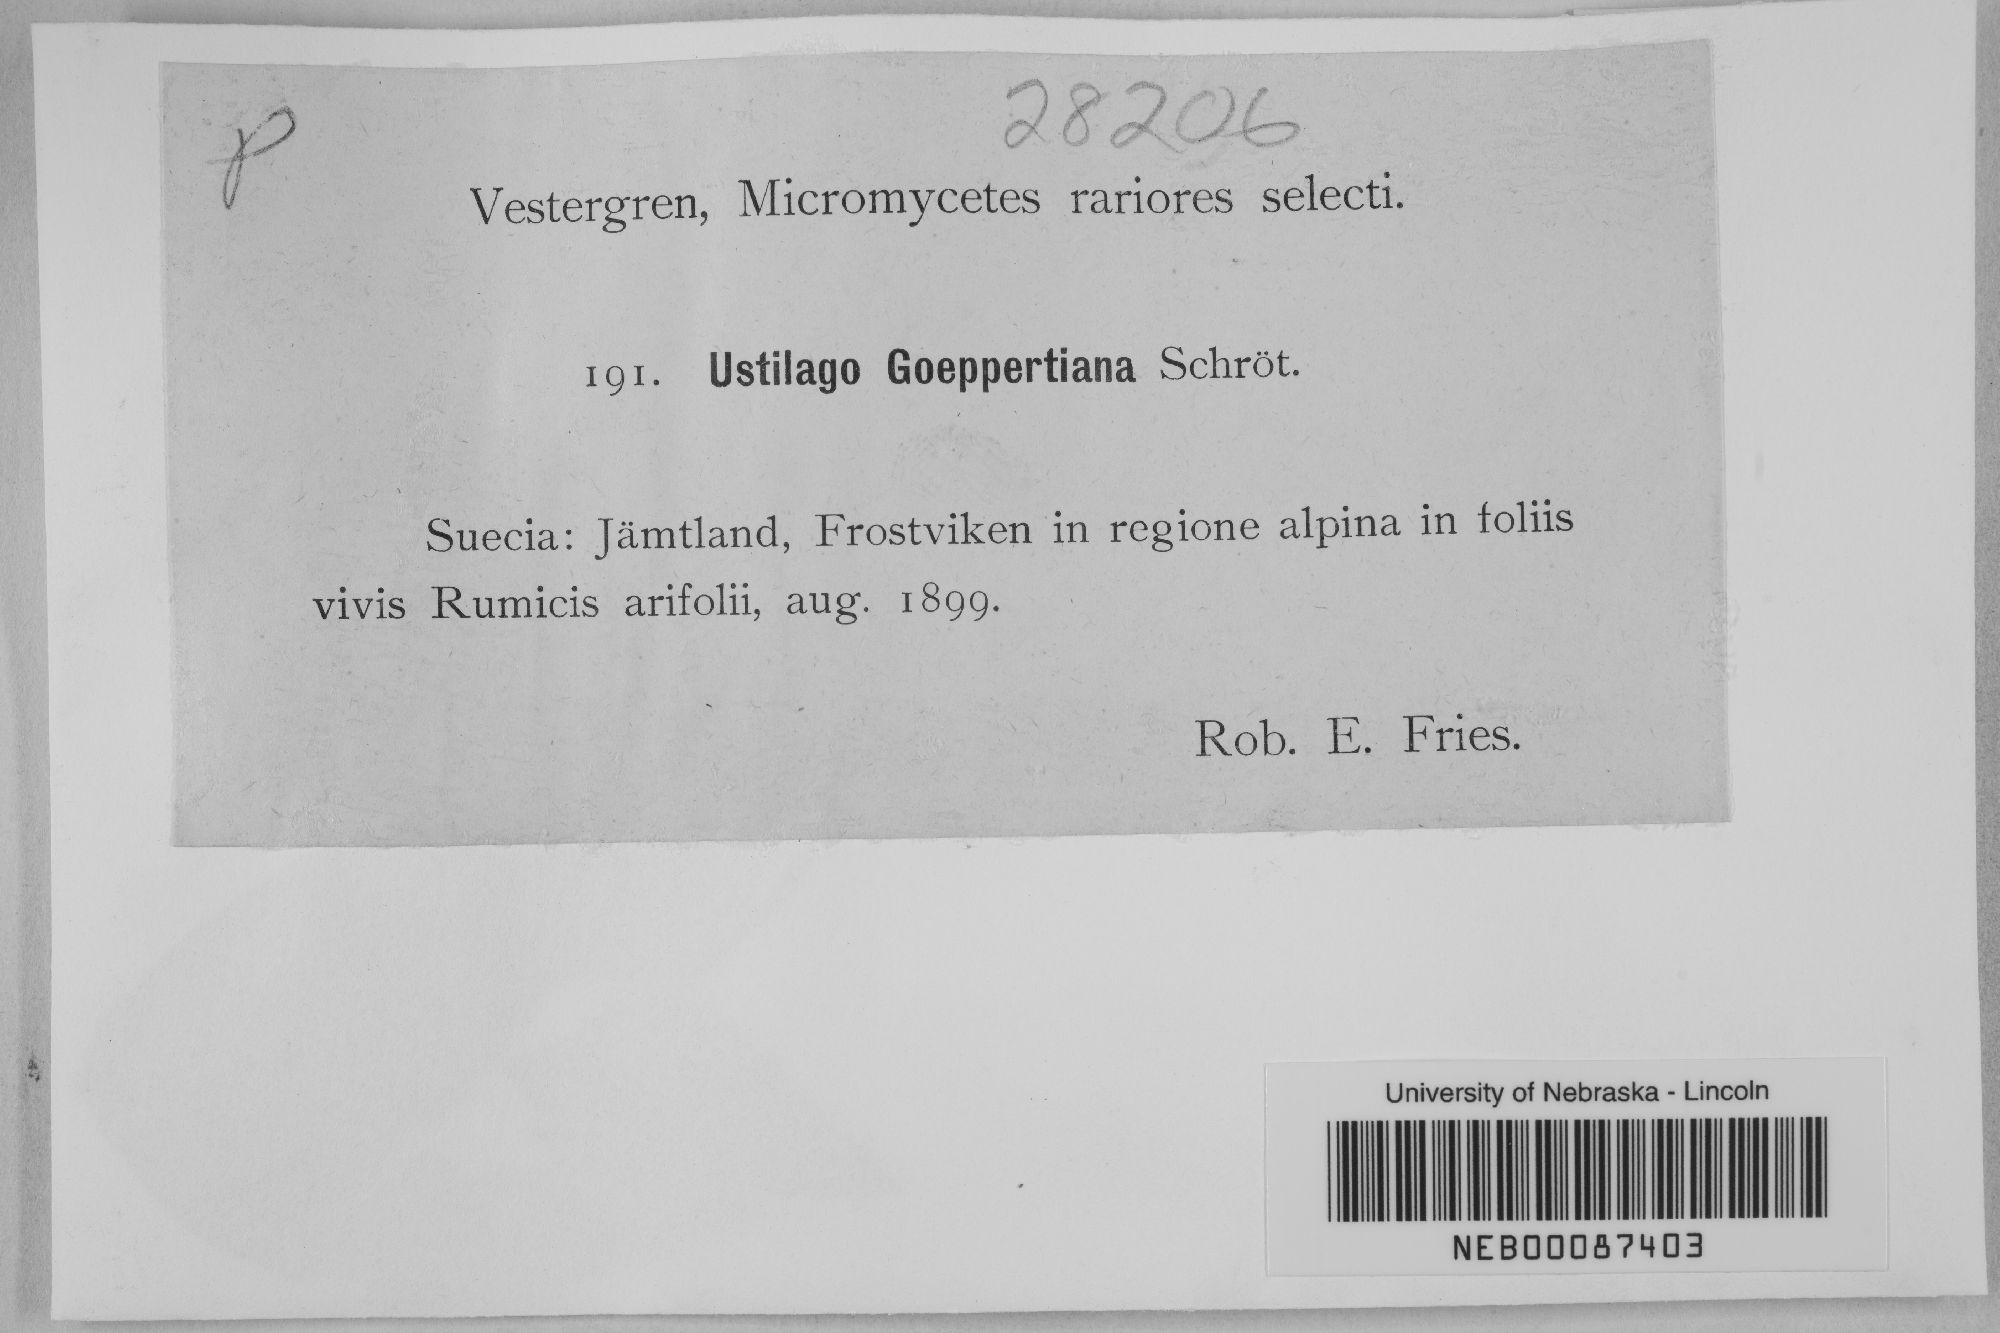 p
28206
Vestergren, Micromycetes rariores selecti.
191. Ustilago Goeppertiana Schröt.
Suecia: Jämtland, Frostviken in regione alpina in foliis
vivis Rumicis arifolii, aug. 1899.
Rob. E. Fries.
University of Nebraska - Lincoln
NEB00087403